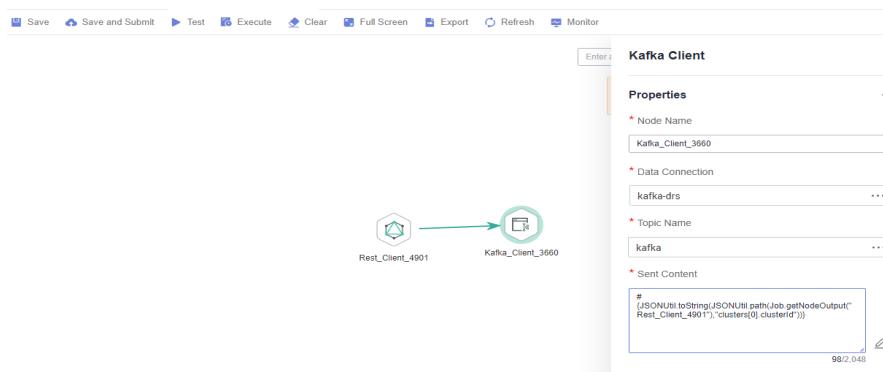 Save Save and Submit Test Execute Clear Full Screen Export Refresh Monitor
Enter
Kafka Client
Properties
* Node Name
Kafka_Client_3660
* Data Connection
kafka-drs ...
* Topic Name
kafka ...
* Sent Content
#
{JSONUtil.toString(JSONUtil.path(Job.getNodeOutput("
Rest_Client_4901"),"clusters[0].clusterId"))}
98/2,048
Rest_Client_4901
Kafka_Client_3660